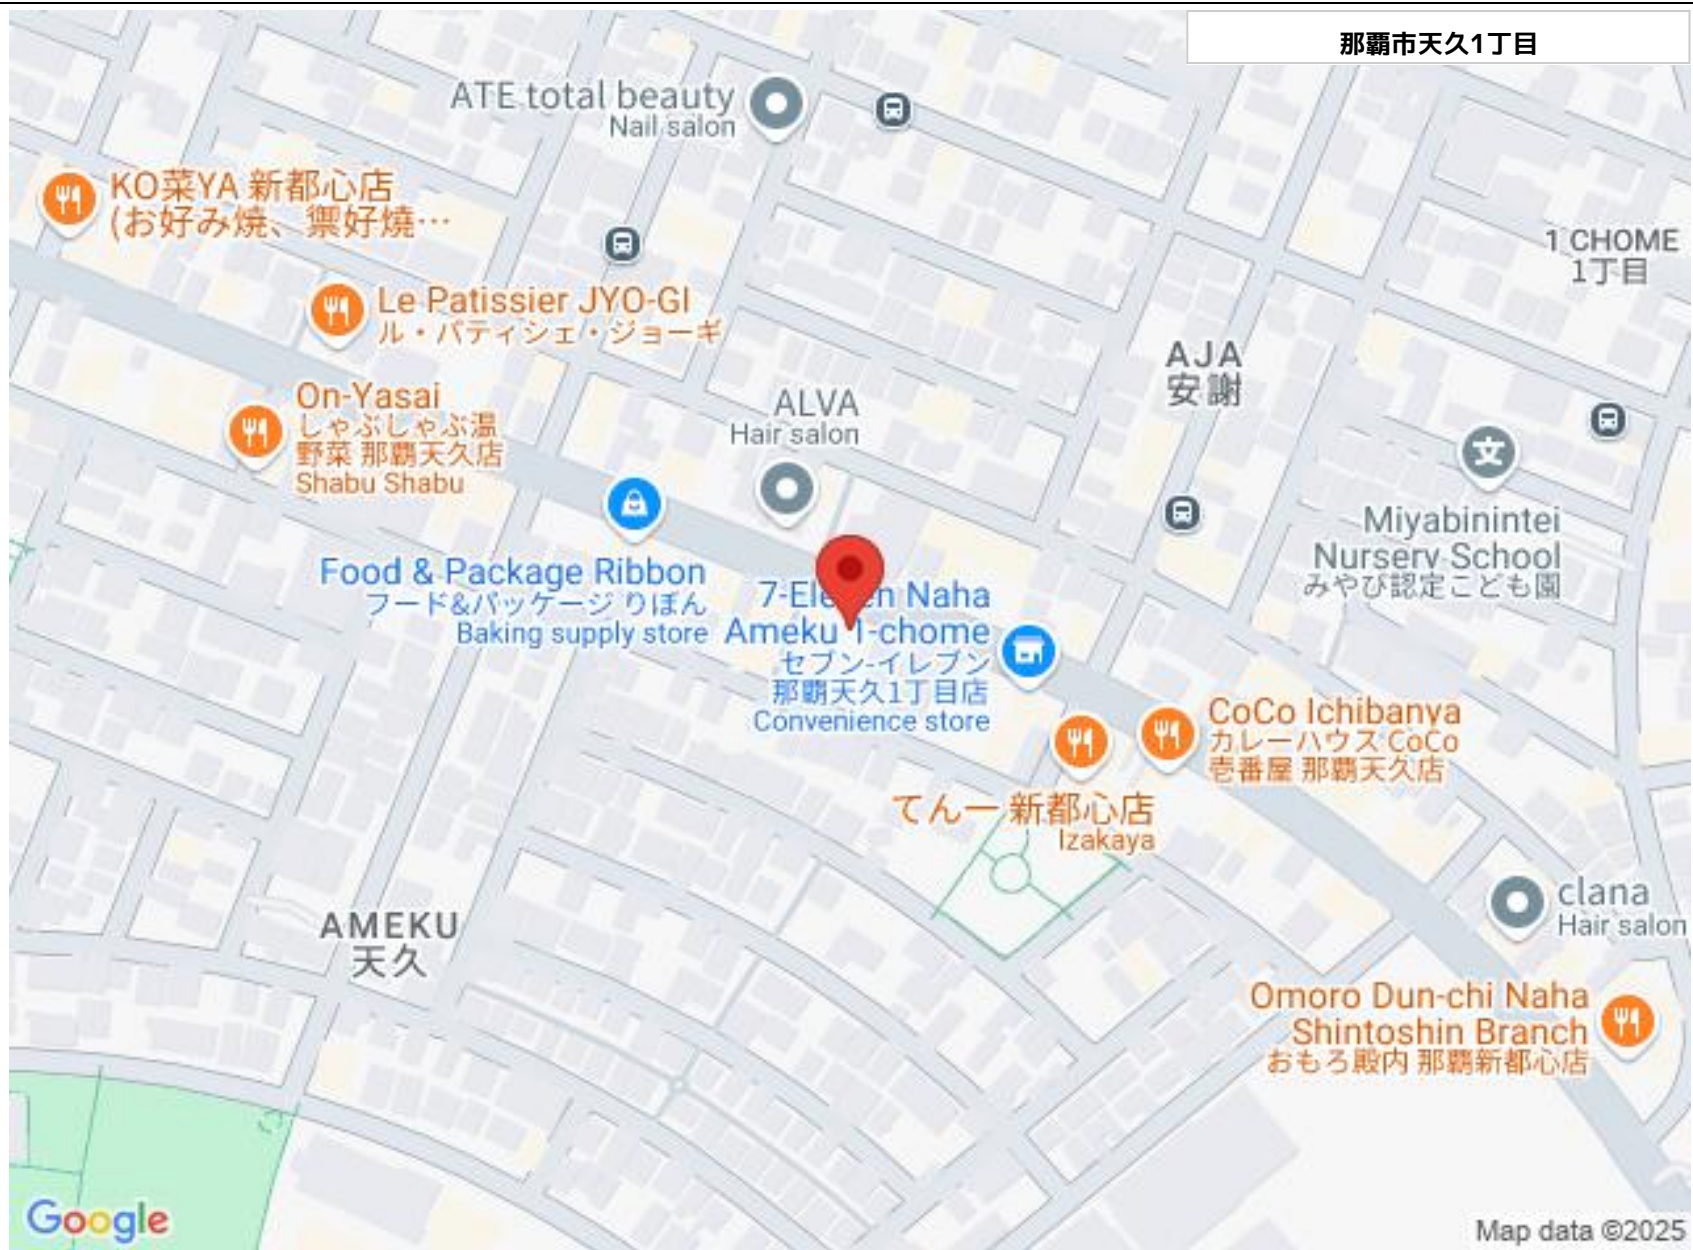 那覇市天久1丁目
ATE total beauty
Nail salon
KO菜YA 新都心店
(お好み焼、禦好燒…
1 CHOME
1丁目
Le Patissier JYO-GI
ル・パティシェ・ジョーギ
AJA
安謝
On-Yasai
しゃぶしゃぶ温
野菜 那覇天久店
Shabu Shabu
ALVA
Hair salon
Miyabinintei
Nursery School
みやび認定こども園
Food & Package Ribbon
フード&パッケージ りぼん
Baking supply store
7-Eleven Naha
Ameku 1-chome
セブン-イレブン
那覇天久1丁目店
Convenience store
CoCo Ichibanya
カレーハウス CoCo
壱番屋 那覇天久店
てん一 新都心店
Izakaya
clana
Hair salon
AMEKU
天久
Omoro Dun-chi Naha
Shintoshin Branch
おもろ殿内 那覇新都心店
Google
Map data ©2025